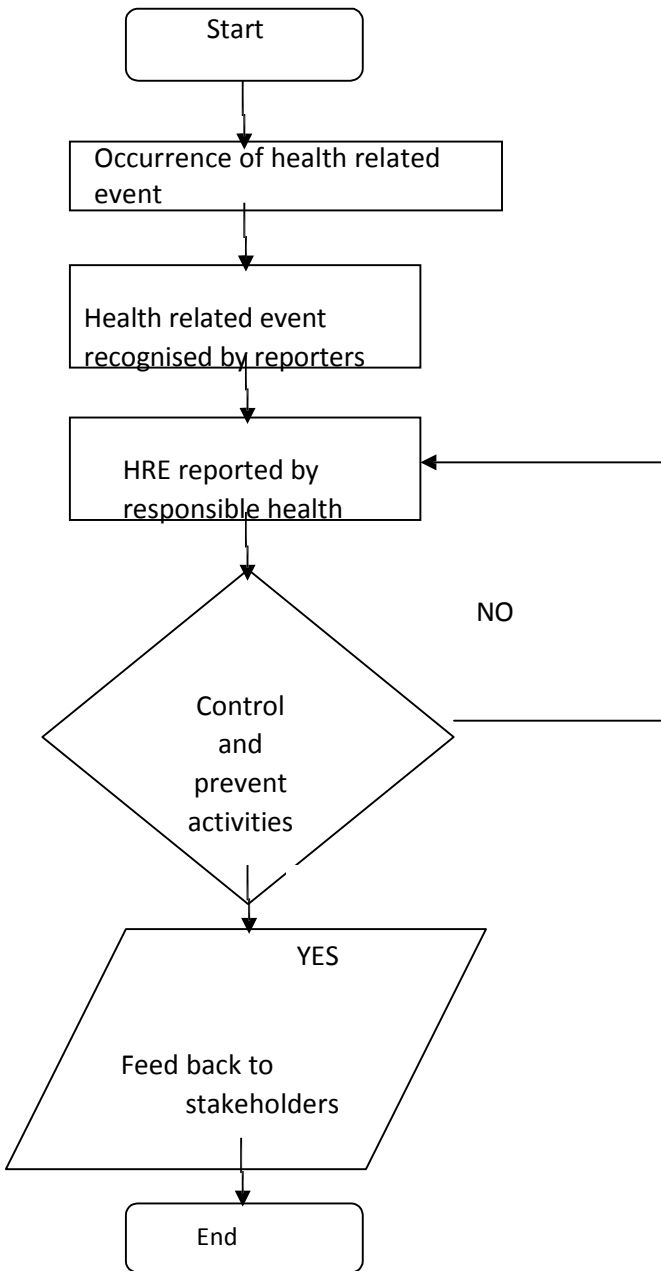 Start
Occurrence of health related
event
Health related event
recognised by reporters
HRE reported by
responsible health
NO
Control
and
prevent
activities
YES
Feed back to
stakeholders
End